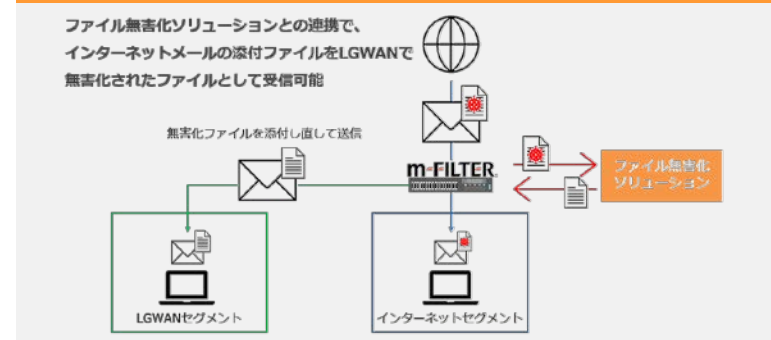 ファイル無害化ソリューションとの連携で、
インターネットメールの添付ファイルをLGWANで
無害化されたファイルとして受信可能
無害化ファイルを添付し直して送信
m-FILTER
ファイル無害化
ソリューション
LGWANセグメント
インターネットセグメント